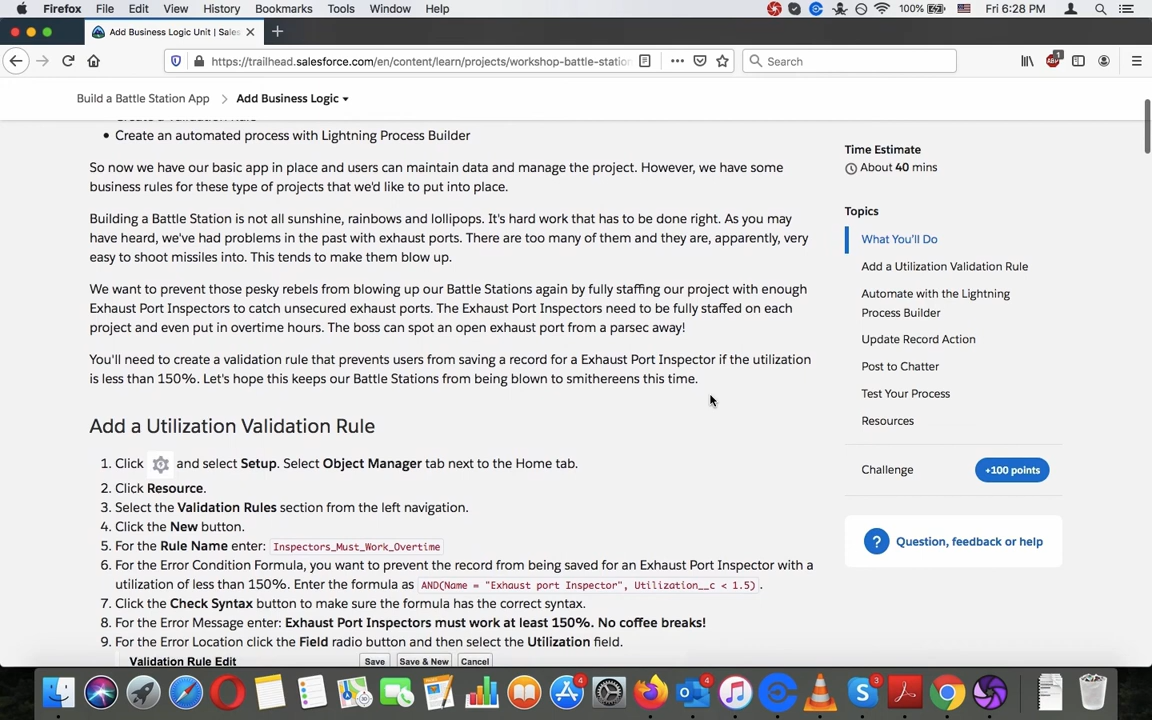 Firefox File Edit View History Bookmarks Tools Window Help 100% Fri 6:28 PM
Add Business Logic Unit | Sales
https://trailhead.salesforce.com/en/content/learn/projects/workshop-battle-station Search
Build a Battle Station App > Add Business Logic
• Create an automated process with Lightning Process Builder
So now we have our basic app in place and users can maintain data and manage the project. However, we have some
business rules for these type of projects that we'd like to put into place.
Building a Battle Station is not all sunshine, rainbows and lollipops. It's hard work that has to be done right. As you may
have heard, we've had problems in the past with exhaust ports. There are too many of them and they are, apparently, very
easy to shoot missiles into. This tends to make them blow up.
We want to prevent those pesky rebels from blowing up our Battle Stations again by fully staffing our project with enough
Exhaust Port Inspectors to catch unsecured exhaust ports. The Exhaust Port Inspectors need to be fully staffed on each
project and even put in overtime hours. The boss can spot an open exhaust port from a parsec away!
You'll need to create a validation rule that prevents users from saving a record for a Exhaust Port Inspector if the utilization
is less than 150%. Let's hope this keeps our Battle Stations from being blown to smithereens this time.
Add a Utilization Validation Rule
1. Click and select Setup. Select Object Manager tab next to the Home tab.
2. Click Resource.
3. Select the Validation Rules section from the left navigation.
4. Click the New button.
5. For the Rule Name enter: Inspectors_Must_Work_Overtime
6. For the Error Condition Formula, you want to prevent the record from being saved for an Exhaust Port Inspector with a
utilization of less than 150%. Enter the formula as AND(Name = "Exhaust port Inspector", Utilization__c < 1.5).
7. Click the Check Syntax button to make sure the formula has the correct syntax.
8. For the Error Message enter: Exhaust Port Inspectors must work at least 150%. No coffee breaks!
9. For the Error Location click the Field radio button and then select the Utilization field.
Validation Rule Edit Save Save & New Cancel
Time Estimate
About 40 mins
Topics
What You'll Do
Add a Utilization Validation Rule
Automate with the Lightning
Process Builder
Update Record Action
Post to Chatter
Test Your Process
Resources
Challenge +100 points
? Question, feedback or help